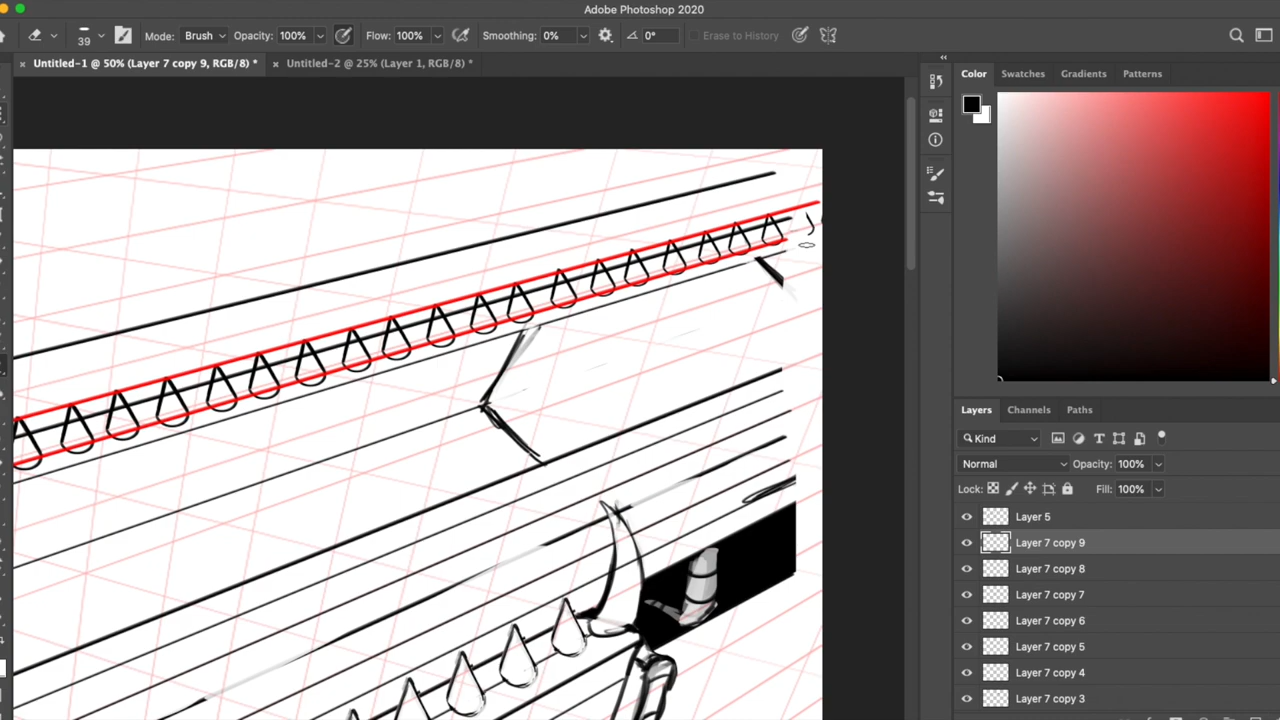 Adobe Photoshop 2020
39 Mode: Brush Opacity: 100% Flow: 100% Smoothing: 0% 0° Erase to History
Untitled-1 @ 50% (Layer 7 copy 9, RGB/8) * Untitled-2 @ 25% (Layer 1, RGB/8) *
Color Swatches Gradients Patterns
Layers Channels Paths
Kind
Normal Opacity: 100%
Lock: Fill: 100%
Layer 5
Layer 7 copy 9
Layer 7 copy 8
Layer 7 copy 7
Layer 7 copy 6
Layer 7 copy 5
Layer 7 copy 4
Layer 7 copy 3